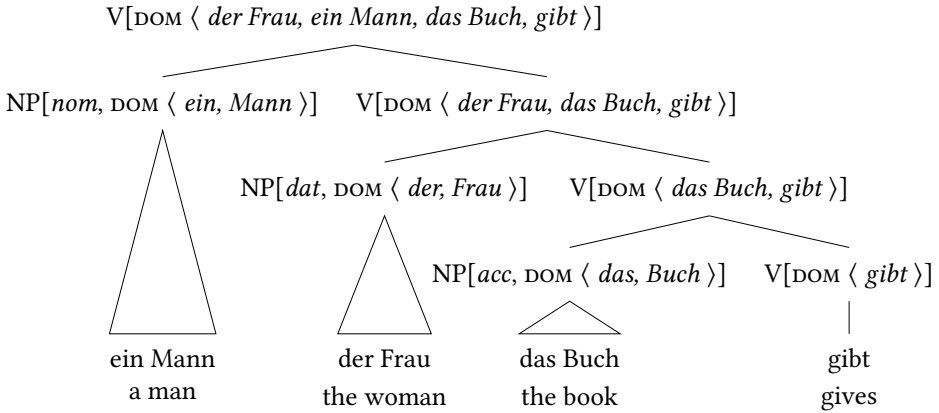 V[DOM ⟨ der Frau, ein Mann, das Buch, gibt ⟩]
NP[nom, DOM ⟨ ein, Mann ⟩] V[DOM ⟨ der Frau, das Buch, gibt ⟩]
NP[dat, DOM ⟨ der, Frau ⟩] V[DOM ⟨ das Buch, gibt ⟩]
NP[acc, DOM ⟨ das, Buch ⟩] V[DOM ⟨ gibt ⟩]
ein Mann der Frau das Buch gibt
a man the woman the book gives